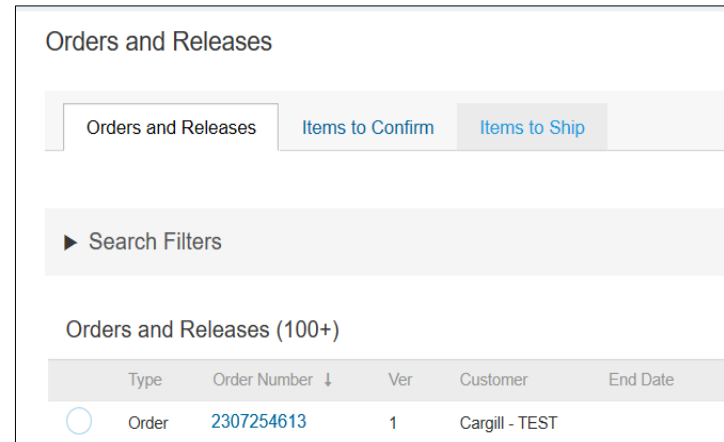 Orders and Releases
Orders and Releases Items to Confirm Items to Ship
► Search Filters
Orders and Releases (100+)
Type Order Number ↓ Ver Customer End Date
Order 2307254613 1 Cargill - TEST